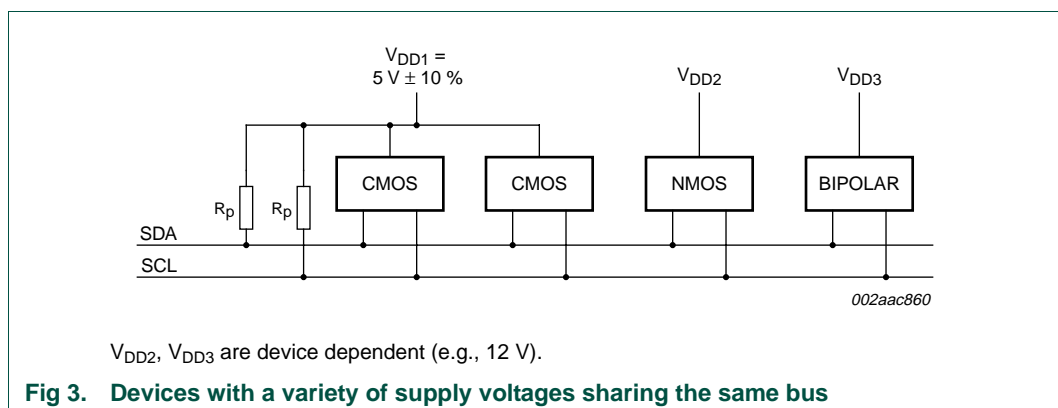 VDD1 =
5 V ± 10 %
VDD2
VDD3
CMOS
CMOS
NMOS
BIPOLAR
Rp
Rp
SDA
SCL
002aac860
VDD2, VDD3 are device dependent (e.g., 12 V).
Fig 3. Devices with a variety of supply voltages sharing the same bus